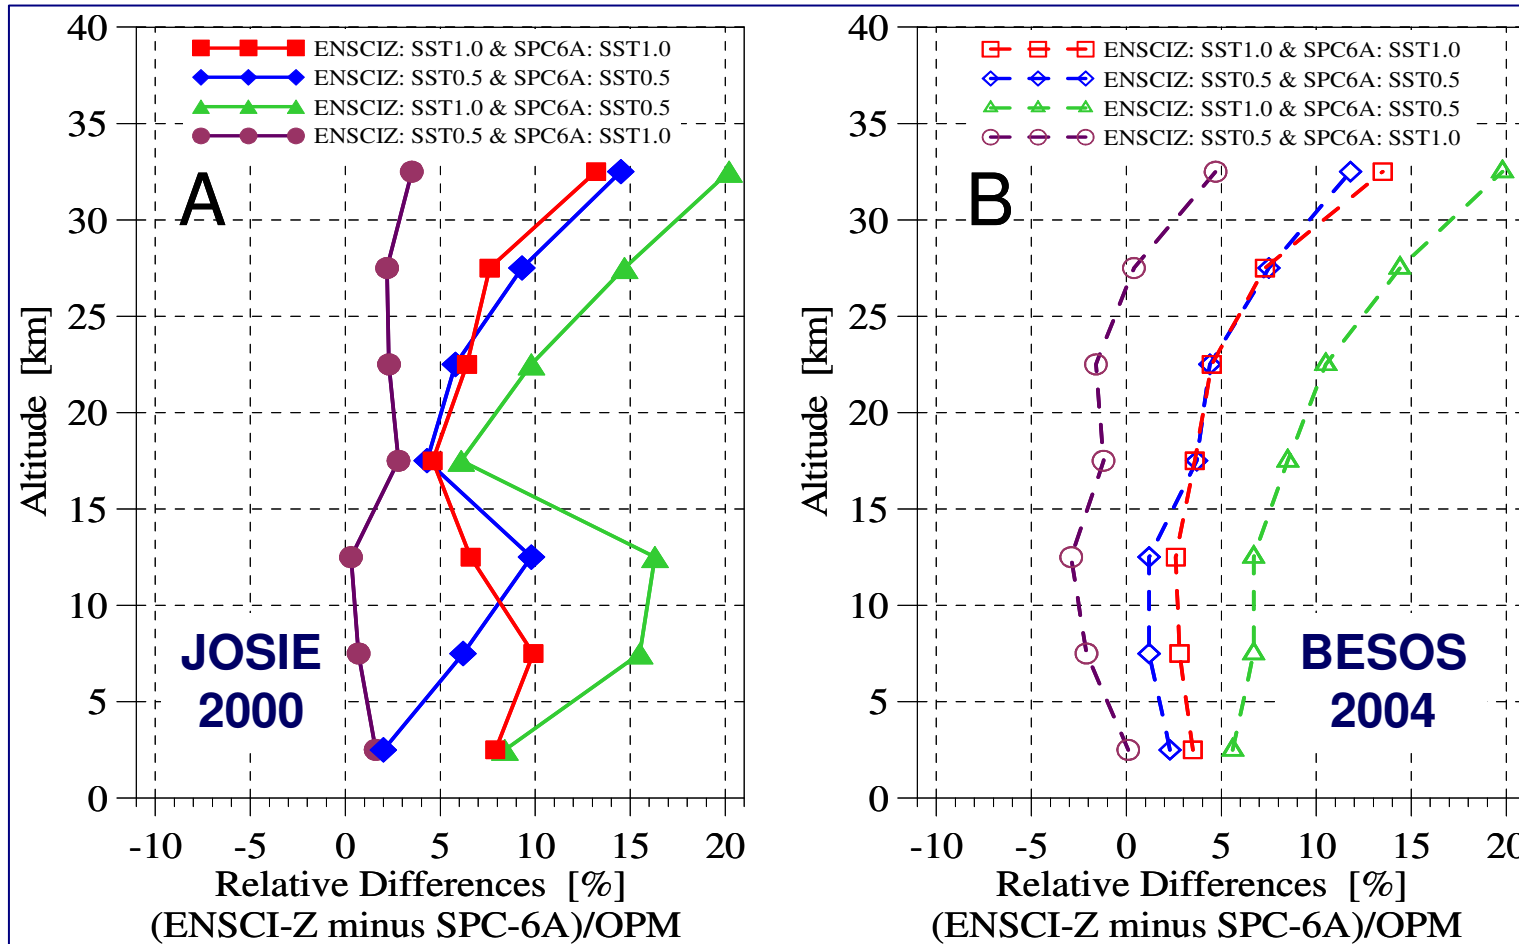 40
35
30
25
20
15
10
5
0
Altitude [km]
ENSCIZ: SST1.0 & SPC6A: SST1.0
ENSCIZ: SST0.5 & SPC6A: SST0.5
ENSCIZ: SST1.0 & SPC6A: SST0.5
ENSCIZ: SST0.5 & SPC6A: SST1.0
A
JOSIE
2000
-10 -5 0 5 10 15 20
Relative Differences [%]
(ENSCI-Z minus SPC-6A)/OPM
40
35
30
25
20
15
10
5
0
Altitude [km]
ENSCIZ: SST1.0 & SPC6A: SST1.0
ENSCIZ: SST0.5 & SPC6A: SST0.5
ENSCIZ: SST1.0 & SPC6A: SST0.5
ENSCIZ: SST0.5 & SPC6A: SST1.0
B
BESOS
2004
-10 -5 0 5 10 15 20
Relative Differences [%]
(ENSCI-Z minus SPC-6A)/OPM